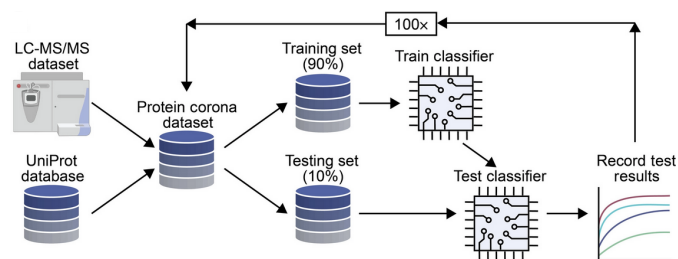 100×
LC-MS/MS
dataset
Training set
(90%)
Train classifier
Protein corona
dataset
UniProt
database
Testing set
(10%)
Test classifier
Record test
results